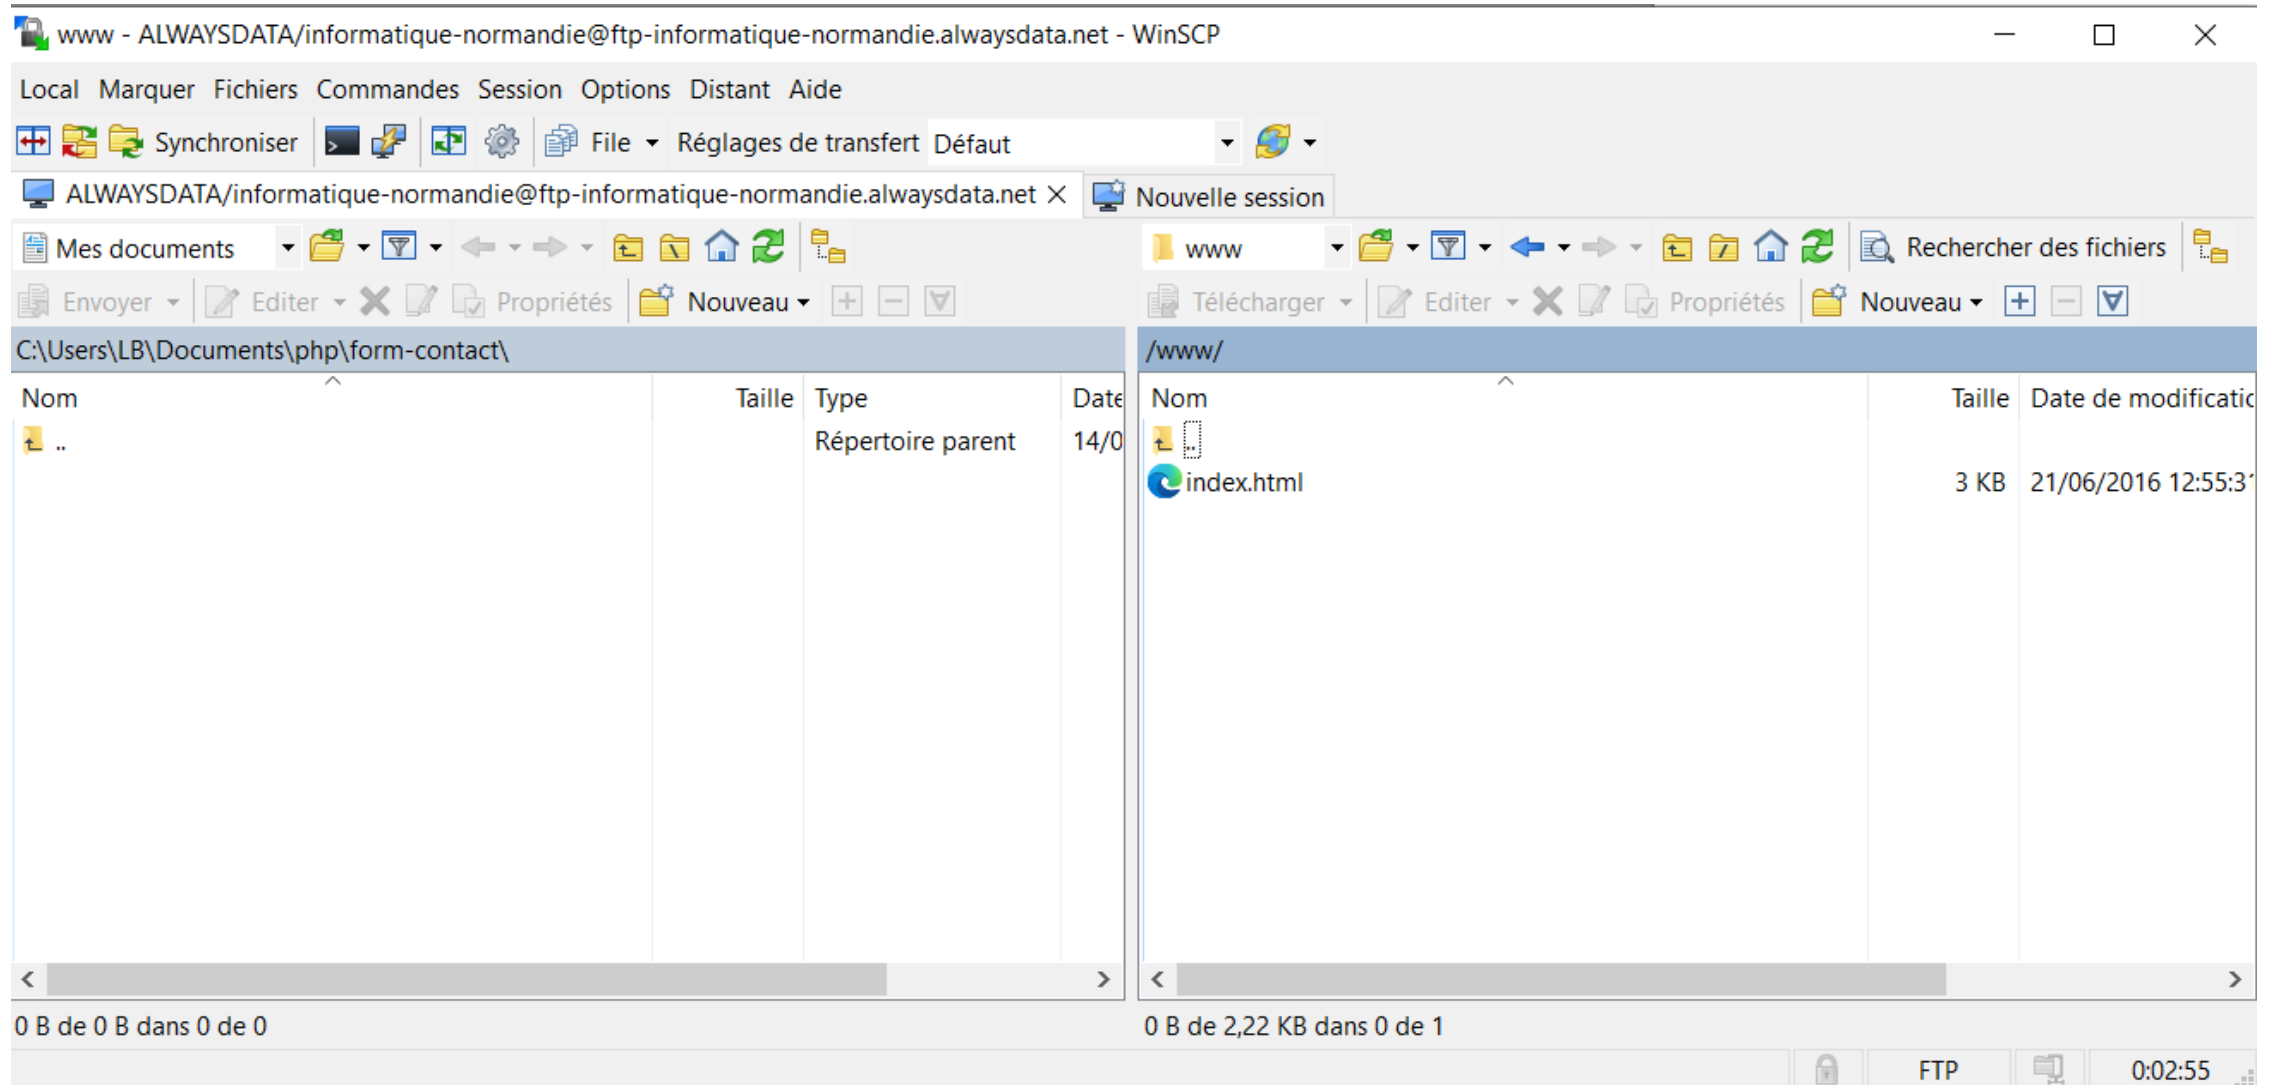 www - ALWAYSDATA/informatique-normandie@ftp-informatique-normandie.alwaysdata.net - WinSCP
Local Marquer Fichiers Commandes Session Options Distant Aide
Synchroniser File Réglages de transfert Défaut
ALWAYSDATA/informatique-normandie@ftp-informatique-normandie.alwaysdata.net Nouvelle session
Mes documents www Rechercher des fichiers
Envoyer Editer Propriétés Nouveau Télécharger Editer Propriétés Nouveau
C:\Users\LB\Documents\php\form-contact\ /www/
Nom Taille Type Date Nom Taille Date de modificatic
.. Répertoire parent 14/0 ..
index.html 3 KB 21/06/2016 12:55:31
0 B de 0 B dans 0 de 0 0 B de 2,22 KB dans 0 de 1
FTP 0:02:55